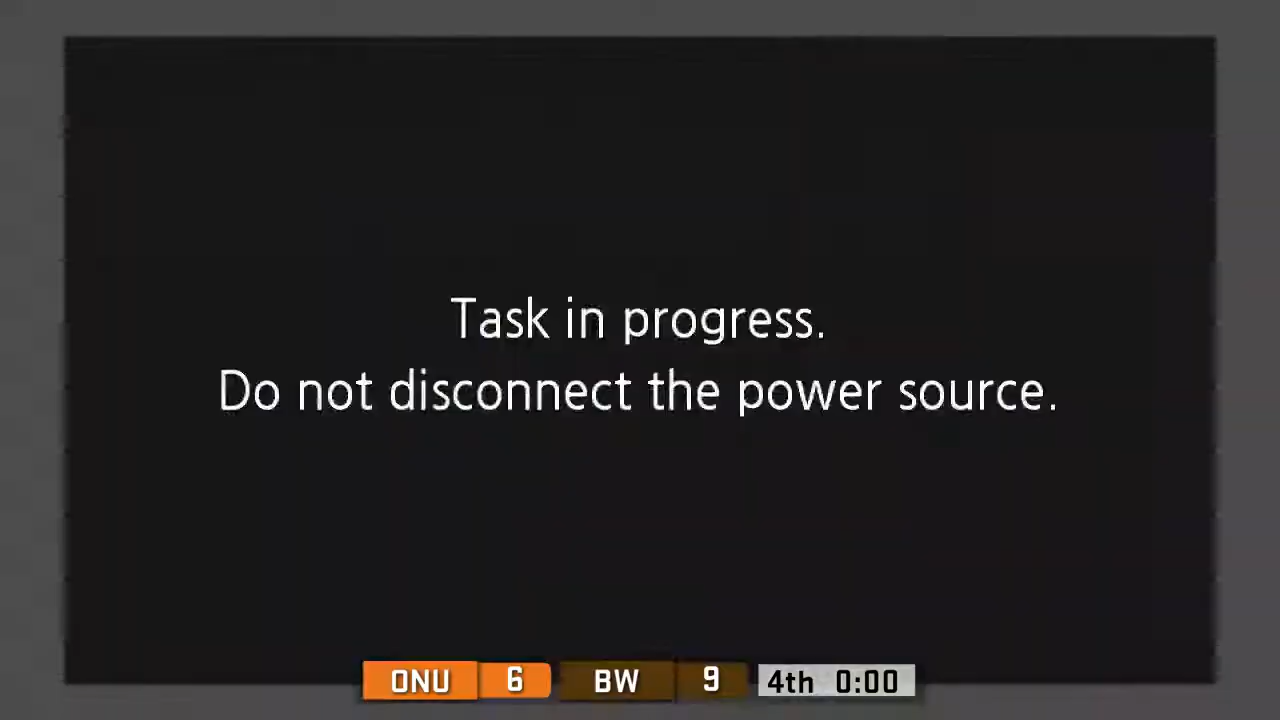 Task in progress.
Do not disconnect the power source.
ONU 6 BW 9 4th 0:00